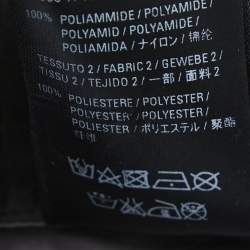 100% POLIAMMIDE / POLYAMIDE /
POLYAMID / POLYAMIDE /
POLIAMIDA / ナイロン / 锦纶
TESSUTO 2 / FABRIC 2 / GEWEBE 2 /
TISSU 2 / TEJIDO 2 / 一部 / 面料 2
100% POLIESTERE / POLYESTER /
POLYESTER / POLYESTER /
POLIESTER / ポリエステル / 聚酯
纤维